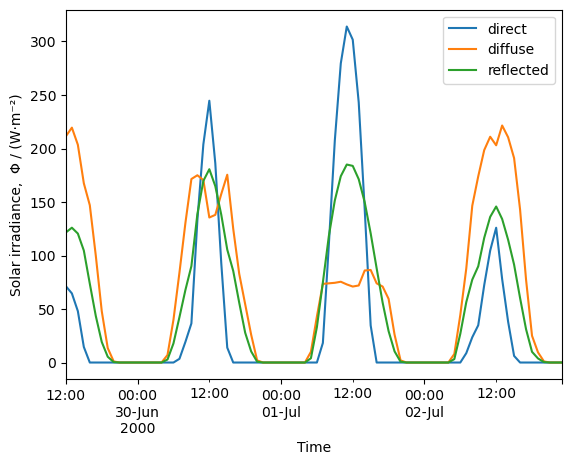 direct
diffuse
reflected
Solar irradiance, Φ / (W·m⁻²)
300
250
200
150
100
50
0
12:00 00:00 12:00 00:00 12:00 00:00 12:00
30-Jun 01-Jul 02-Jul
2000
Time